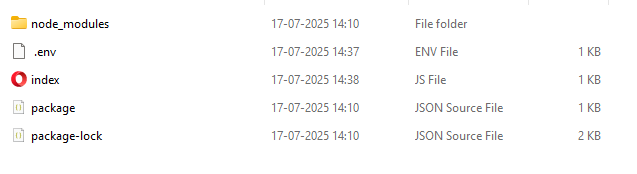 node_modules 17-07-2025 14:10 File folder
.env 17-07-2025 14:37 ENV File 1 KB
index 17-07-2025 14:38 JS File 1 KB
package 17-07-2025 14:10 JSON Source File 1 KB
package-lock 17-07-2025 14:10 JSON Source File 2 KB